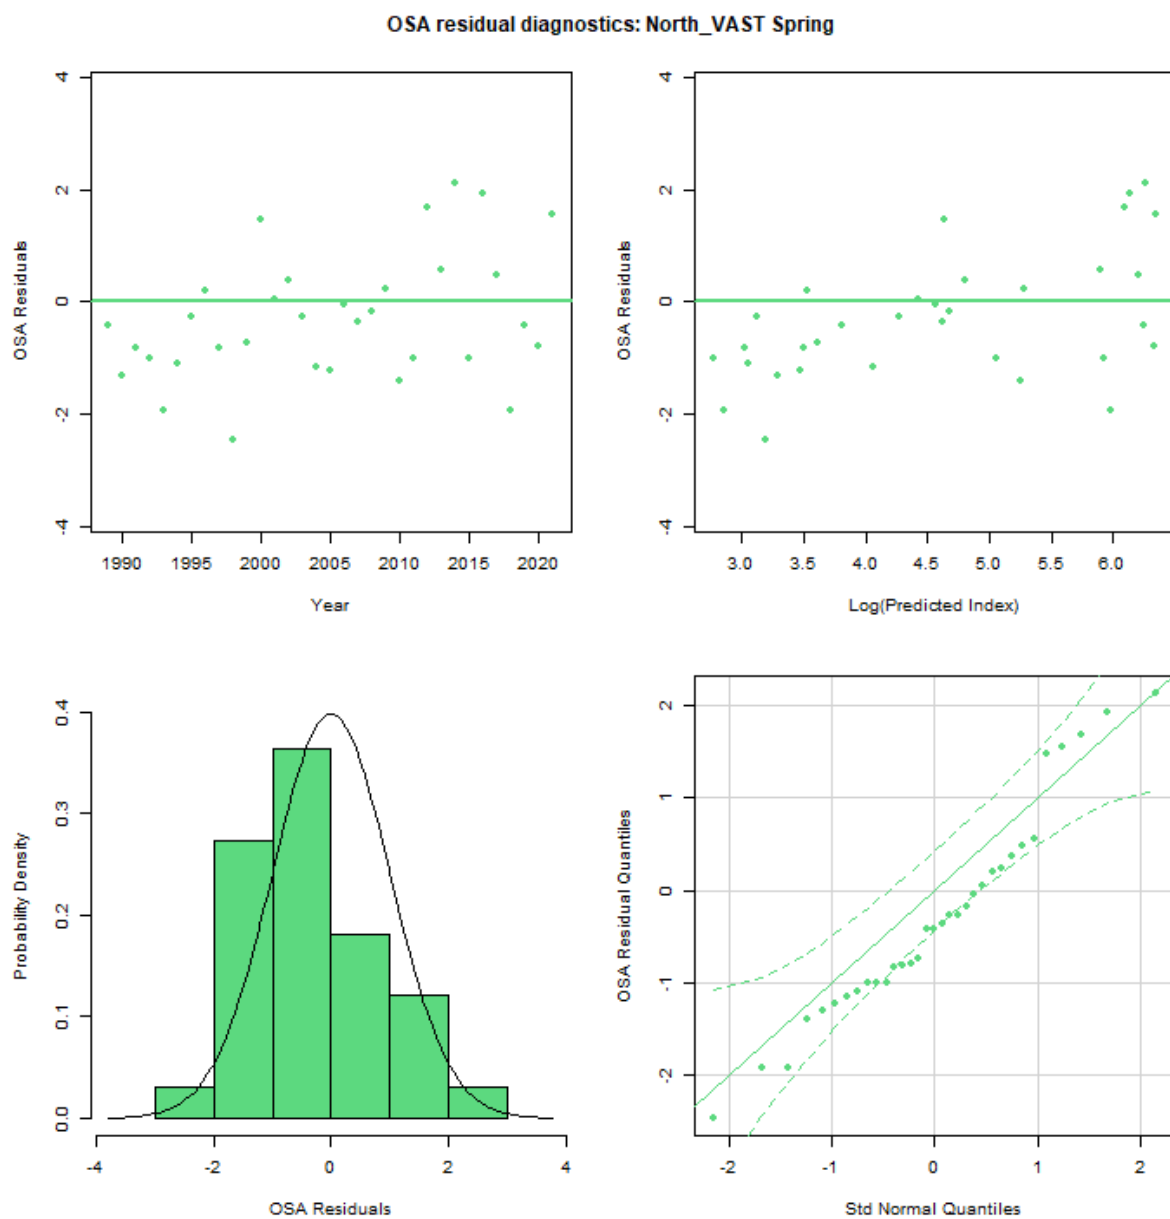 OSA residual diagnostics: North_VAST Spring
4
2
0
-2
-4
OSA Residuals
1990 1995 2000 2005 2010 2015 2020
Year
4
2
0
-2
-4
OSA Residuals
3.0 3.5 4.0 4.5 5.0 5.5 6.0
Log(Predicted Index)
0.4
0.3
0.2
0.1
0.0
Probability Density
-4 -2 0 2 4
OSA Residuals
2
1
0
-1
-2
OSA Residual Quantiles
-2 -1 0 1 2
Std Normal Quantiles